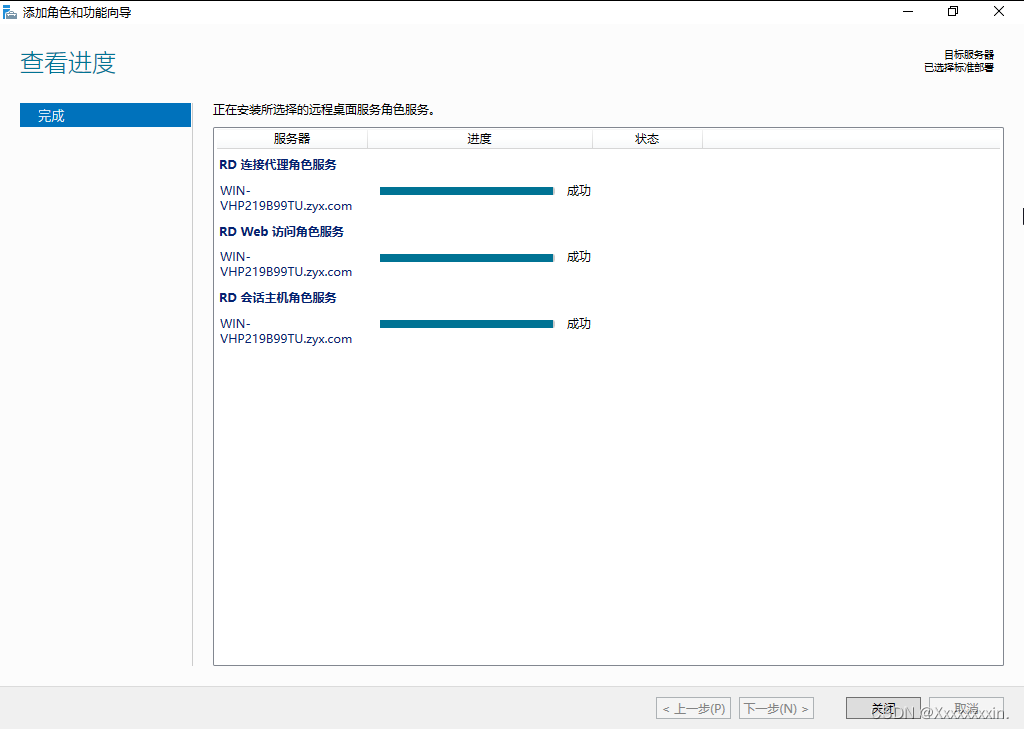 添加角色和功能向导
查看进度
目标服务器
已选择标准部署
完成
正在安装所选择的远程桌面服务角色服务。
服务器 进度 状态
RD 连接代理角色服务
WIN-
VHP219B99TU.zyx.com
成功
RD Web 访问角色服务
WIN-
VHP219B99TU.zyx.com
成功
RD 会话主机角色服务
WIN-
VHP219B99TU.zyx.com
成功
< 上一步(P) 下一步(N) > 关闭 取消